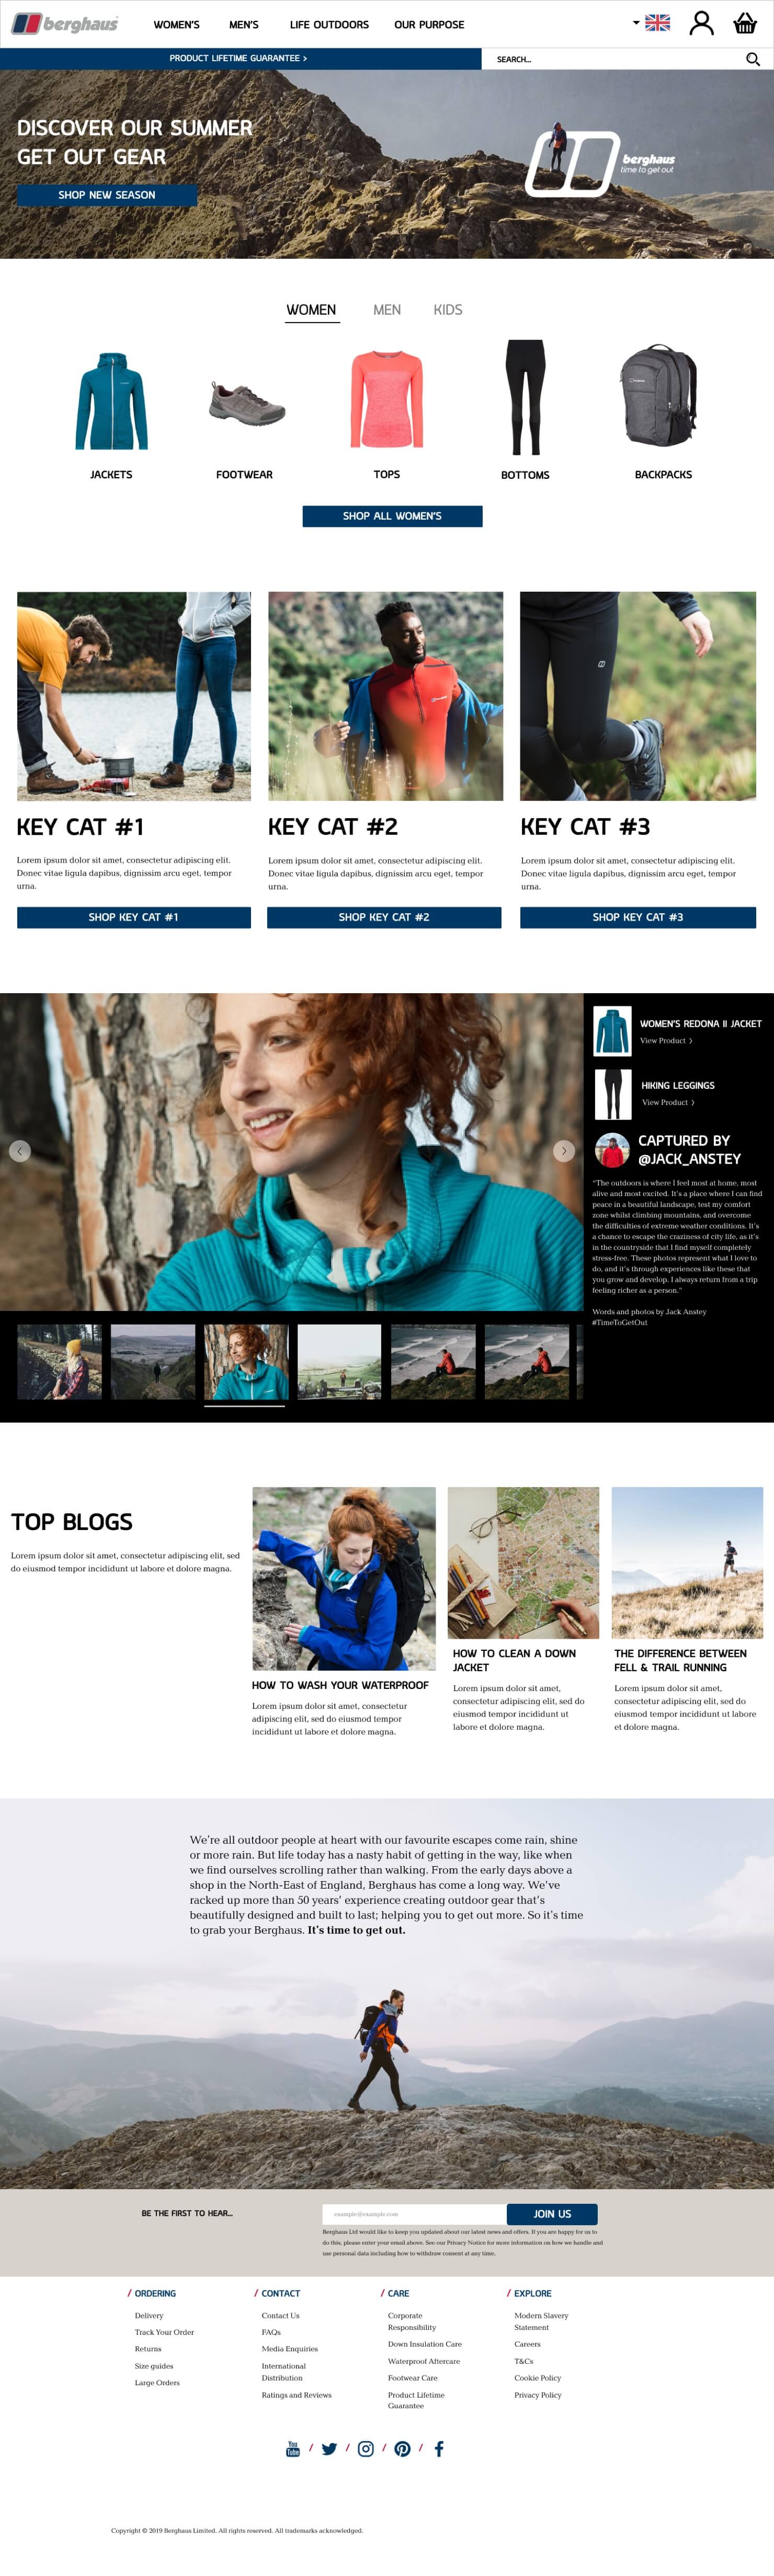 berghaus
WOMEN'S
MEN'S
LIFE OUTDOORS
OUR PURPOSE
PRODUCT LIFETIME GUARANTEE >
SEARCH...
DISCOVER OUR SUMMER
GET OUT GEAR
SHOP NEW SEASON
berghaus
time to get out
WOMEN
MEN
KIDS
JACKETS
FOOTWEAR
TOPS
BOTTOMS
BACKPACKS
SHOP ALL WOMEN'S
KEY CAT #1
Lorem ipsum dolor sit amet, consectetur adipiscing elit.
Donec vitae ligula dapibus, dignissim arcu eget, tempor
urna.
SHOP KEY CAT #1
KEY CAT #2
Lorem ipsum dolor sit amet, consectetur adipiscing elit.
Donec vitae ligula dapibus, dignissim arcu eget, tempor
urna.
SHOP KEY CAT #2
KEY CAT #3
Lorem ipsum dolor sit amet, consectetur adipiscing elit.
Donec vitae ligula dapibus, dignissim arcu eget, tempor
urna.
SHOP KEY CAT #3
WOMEN'S REDONA II JACKET
View Product >
HIKING LEGGINGS
View Product >
CAPTURED BY
@JACK_ANSTEY
"The outdoors is where I feel most at home, most
alive and most excited. It's a place where I can find
peace in a beautiful landscape, test my comfort
zone whilst climbing mountains, and overcome
the difficulties of extreme weather conditions. It's
a chance to escape the craziness of city life, as it's
in the countryside that I find myself completely
stress-free. These photos represent what I love to
do, and it's through experiences like these that
you grow and develop. I always return from a trip
feeling richer as a person."
Words and photos by Jack Anstey
#TimeToGetOut
TOP BLOGS
Lorem ipsum dolor sit amet, consectetur adipiscing elit, sed
do eiusmod tempor incididunt ut labore et dolore magna.
HOW TO WASH YOUR WATERPROOF
Lorem ipsum dolor sit amet, consectetur
adipiscing elit, sed do eiusmod tempor
incididunt ut labore et dolore magna.
HOW TO CLEAN A DOWN
JACKET
Lorem ipsum dolor sit amet,
consectetur adipiscing elit, sed do
eiusmod tempor incididunt ut
labore et dolore magna.
THE DIFFERENCE BETWEEN
FELL & TRAIL RUNNING
Lorem ipsum dolor sit amet,
consectetur adipiscing elit, sed do
eiusmod tempor incididunt ut labore
et dolore magna.
We're all outdoor people at heart with our favourite escapes come rain, shine
or more rain. But life today has a nasty habit of getting in the way, like when
we find ourselves scrolling rather than walking. From the early days above a
shop in the North-East of England, Berghaus has come a long way. We've
racked up more than 50 years' experience creating outdoor gear that's
beautifully designed and built to last; helping you to get out more. So it's time
to grab your Berghaus. It's time to get out.
BE THE FIRST TO HEAR...
example@example.com
JOIN US
Berghaus Ltd would like to keep you updated about our latest news and offers. If you are happy for us to
do this, please enter your email above. See our Privacy Notice for more information on how we handle and
use personal data including how to withdraw consent at any time.
/ ORDERING
Delivery
Track Your Order
Returns
Size guides
Large Orders
/ CONTACT
Contact Us
FAQs
Media Enquiries
International
Distribution
Ratings and Reviews
/ CARE
Corporate
Responsibility
Down Insulation Care
Waterproof Aftercare
Footwear Care
Product Lifetime
Guarantee
/ EXPLORE
Modern Slavery
Statement
Careers
T&Cs
Cookie Policy
Privacy Policy
You
Tube
/ / / /
Copyright © 2019 Berghaus Limited. All rights reserved. All trademarks acknowledged.